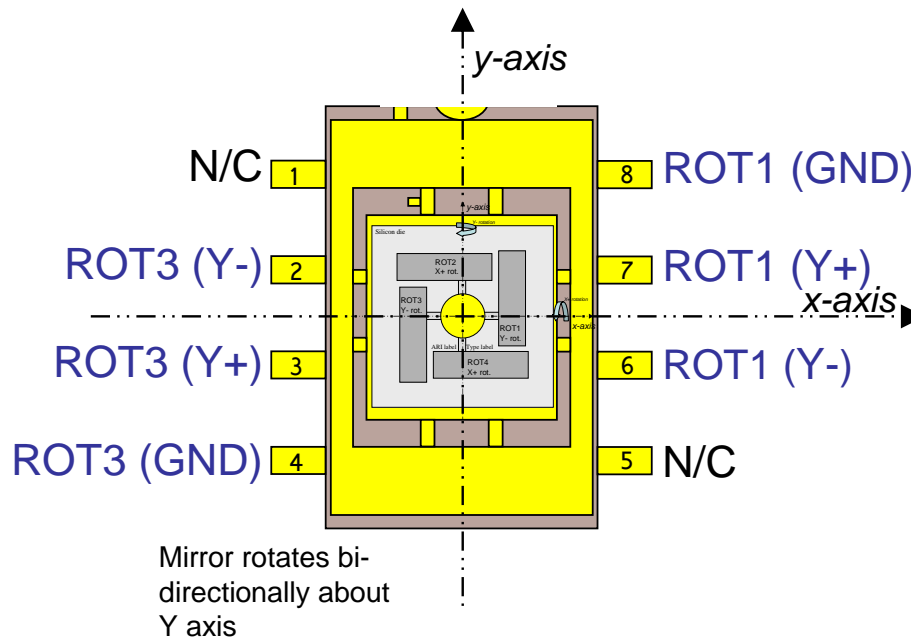 y-axis
N/C
1
8
ROT1 (GND)
y-axis
Y- rotation
Silicon die
ROT3 (Y-)
2
ROT2
X+ rot.
7
ROT1 (Y+)
ROT3
Y- rot.
X+ rotation
x-axis
x-axis
ROT1
Y- rot.
ARI label
Type label
ROT3 (Y+)
3
ROT4
X+ rot.
6
ROT1 (Y-)
ROT3 (GND)
4
5
N/C
Mirror rotates bi-
directionally about
Y axis